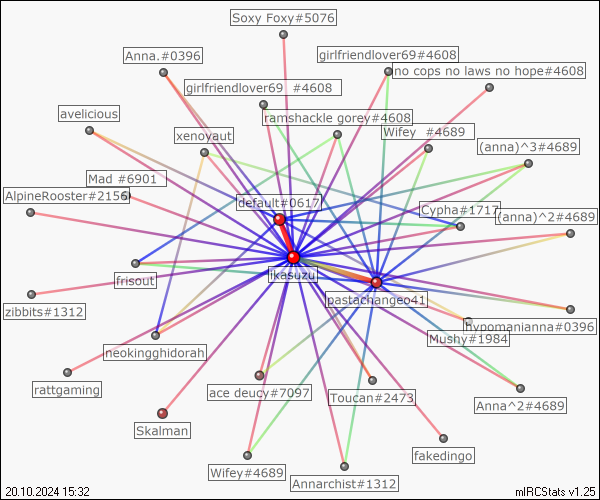 Soxy Foxy#5076
Anna.#0396
girlfriendlover69#4608
no cops no laws no hope#4608
girlfriendlover69 #4608
avelicious
ramshackle gorey#4608
xenoyaut
Wifey #4689
(anna)^3#4689
Mad #6901
AlpineRooster#2156
default#0617
Cypha#1717
(anna)^2#4689
frisout
ikasuzu
pastachangeo41
zibbits#1312
hypomanianna#0396
Mushy#1984
neokingghidorah
rattgaming
ace deucy#7097
Toucan#2473
Anna^2#4689
Skalman
fakedingo
Wifey#4689
Annarchist#1312
20.10.2024 15:32
mIRCStats v1.25